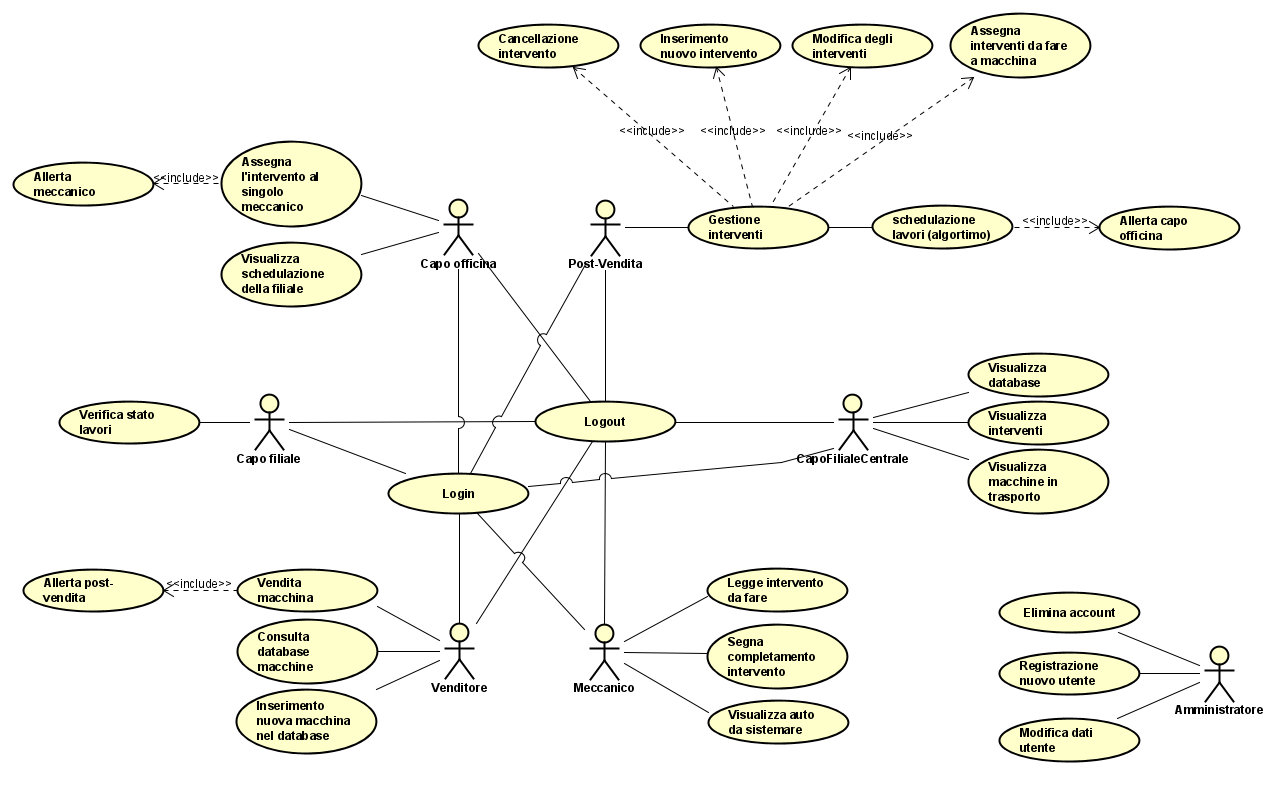 Cancellazione
intervento
Inserimento
nuovo intervento
Modifica degli
interventi
Assegna
interventi da fare
a macchina
<<include>>
<<include>>
<<include>>
<<include>>
Allerta
meccanico
<<include>>
Assegna
l'intervento al
singolo
meccanico
Visualizza
schedulazione
della filiale
Capo officina
Post-Vendita
Gestione
interventi
schedulazione
lavori (algortimo)
<<include>>
Allerta capo
officina
Verifica stato
lavori
Capo filiale
Logout
Login
CapoFilialeCentrale
Visualizza
database
Visualizza
interventi
Visualizza
macchine in
trasporto
Allerta post-
vendita
<<include>>
Vendita
macchina
Consulta
database
macchine
Inserimento
nuova macchina
nel database
Venditore
Meccanico
Legge intervento
da fare
Segna
completamento
intervento
Visualizza auto
da sistemare
Elimina account
Registrazione
nuovo utente
Modifica dati
utente
Amministratore